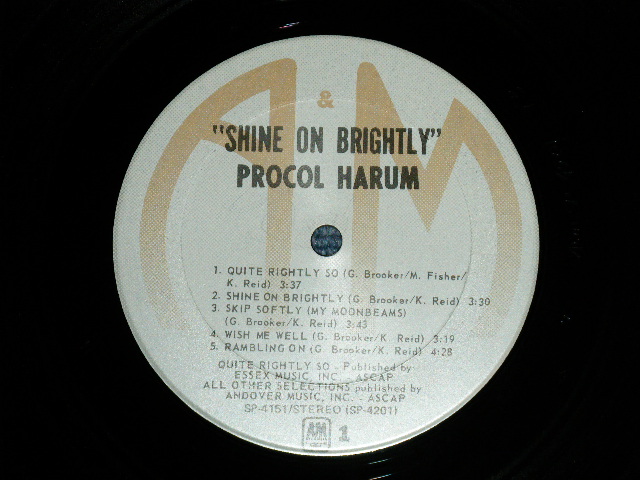 A&M
"SHINE ON BRIGHTLY"
PROCOL HARUM
1. QUITE RIGHTLY SO (G. Brooker/M. Fisher/
K. Reid) 3:37
2. SHINE ON BRIGHTLY (G. Brooker/K. Reid) 3:30
3. SKIP SOFTLY (MY MOONBEAMS)
(G. Brooker/K. Reid) 3:43
4. WISH ME WELL (G. Brooker/K. Reid) 3:19
5. RAMBLING ON (G. Brooker/K. Reid) 4:28
QUITE RIGHTLY SO - Published by
ESSEX MUSIC, INC. - ASCAP
ALL OTHER SELECTIONS published by
ANDOVER MUSIC, INC. - ASCAP
SP-4151/STEREO (SP-4201)
AM 1